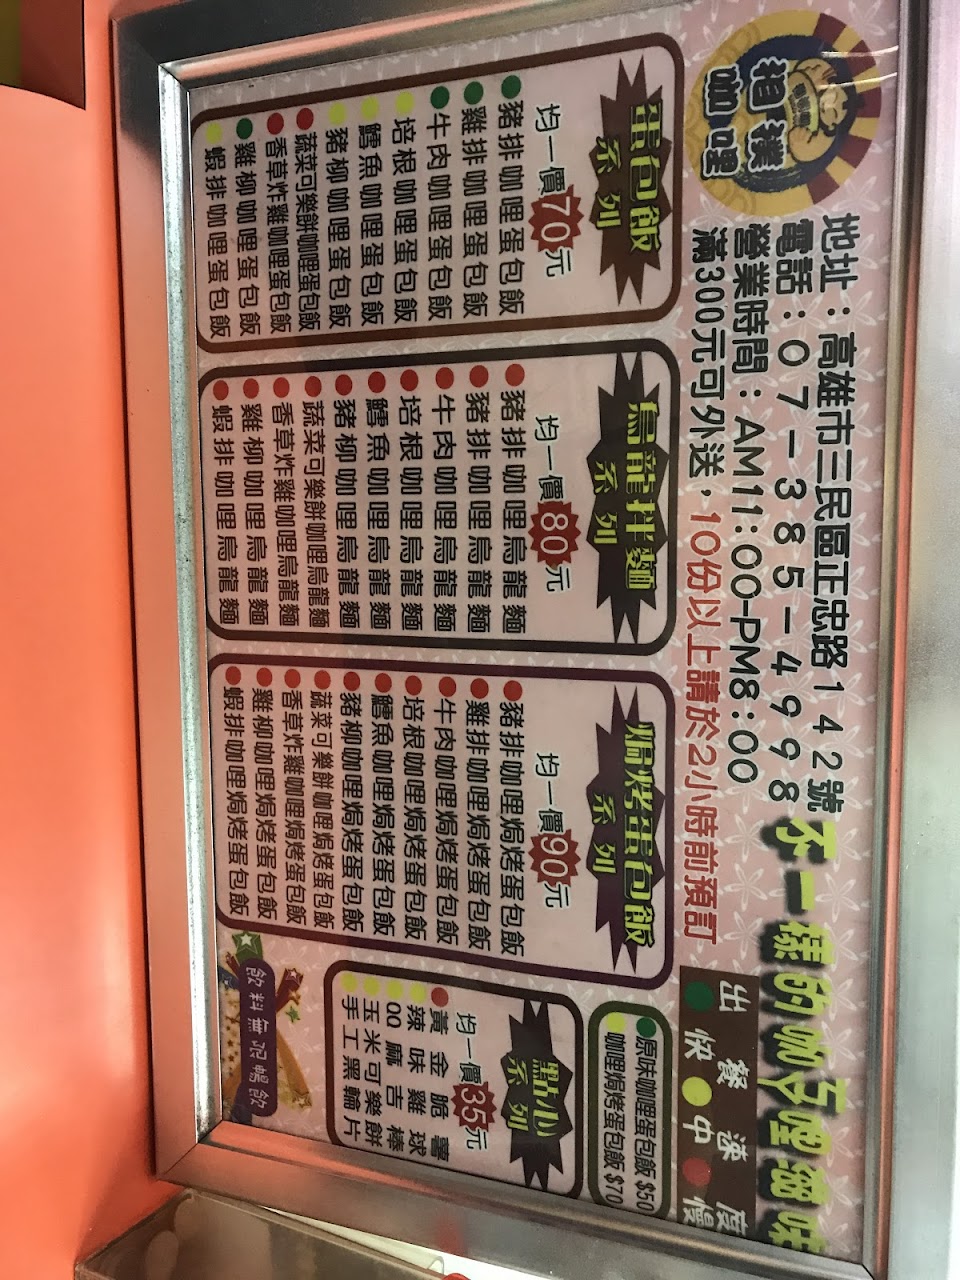 相撲
咖哩
地址：高雄市三民區正忠路142號
電話：07-385-4998
營業時間：AM11:00-PM8:00
滿300元可外送，10份以上請於2小時前預訂
不一樣的咖哩滋味
出餐速度
快 中 慢
蛋包飯
系列
均一價70元
豬排咖哩蛋包飯
雞排咖哩蛋包飯
牛肉咖哩蛋包飯
培根咖哩蛋包飯
鱈魚咖哩蛋包飯
豬柳咖哩蛋包飯
蔬菜可樂餅咖哩蛋包飯
香草炸雞咖哩蛋包飯
雞柳咖哩蛋包飯
蝦排咖哩蛋包飯
烏龍拌麵
系列
均一價80元
豬排咖哩烏龍麵
豬排咖哩烏龍麵
牛肉咖哩烏龍麵
培根咖哩烏龍麵
鱈魚咖哩烏龍麵
豬柳咖哩烏龍麵
蔬菜可樂餅咖哩烏龍麵
香草炸雞咖哩烏龍麵
雞柳咖哩烏龍麵
蝦排咖哩烏龍麵
焗烤蛋包飯
系列
均一價90元
豬排咖哩焗烤蛋包飯
雞排咖哩焗烤蛋包飯
牛肉咖哩焗烤蛋包飯
培根咖哩焗烤蛋包飯
鱈魚咖哩焗烤蛋包飯
豬柳咖哩焗烤蛋包飯
蔬菜可樂餅咖哩焗烤蛋包飯
香草炸雞咖哩焗烤蛋包飯
雞柳咖哩焗烤蛋包飯
蝦排咖哩焗烤蛋包飯
原味咖哩蛋包飯 $50
咖哩焗烤蛋包飯 $70
點心
系列
均一價35元
黃金脆薯
辣味雞球
QQ麻吉棒
玉米可樂餅
手工黑輪片
飲料無限暢飲